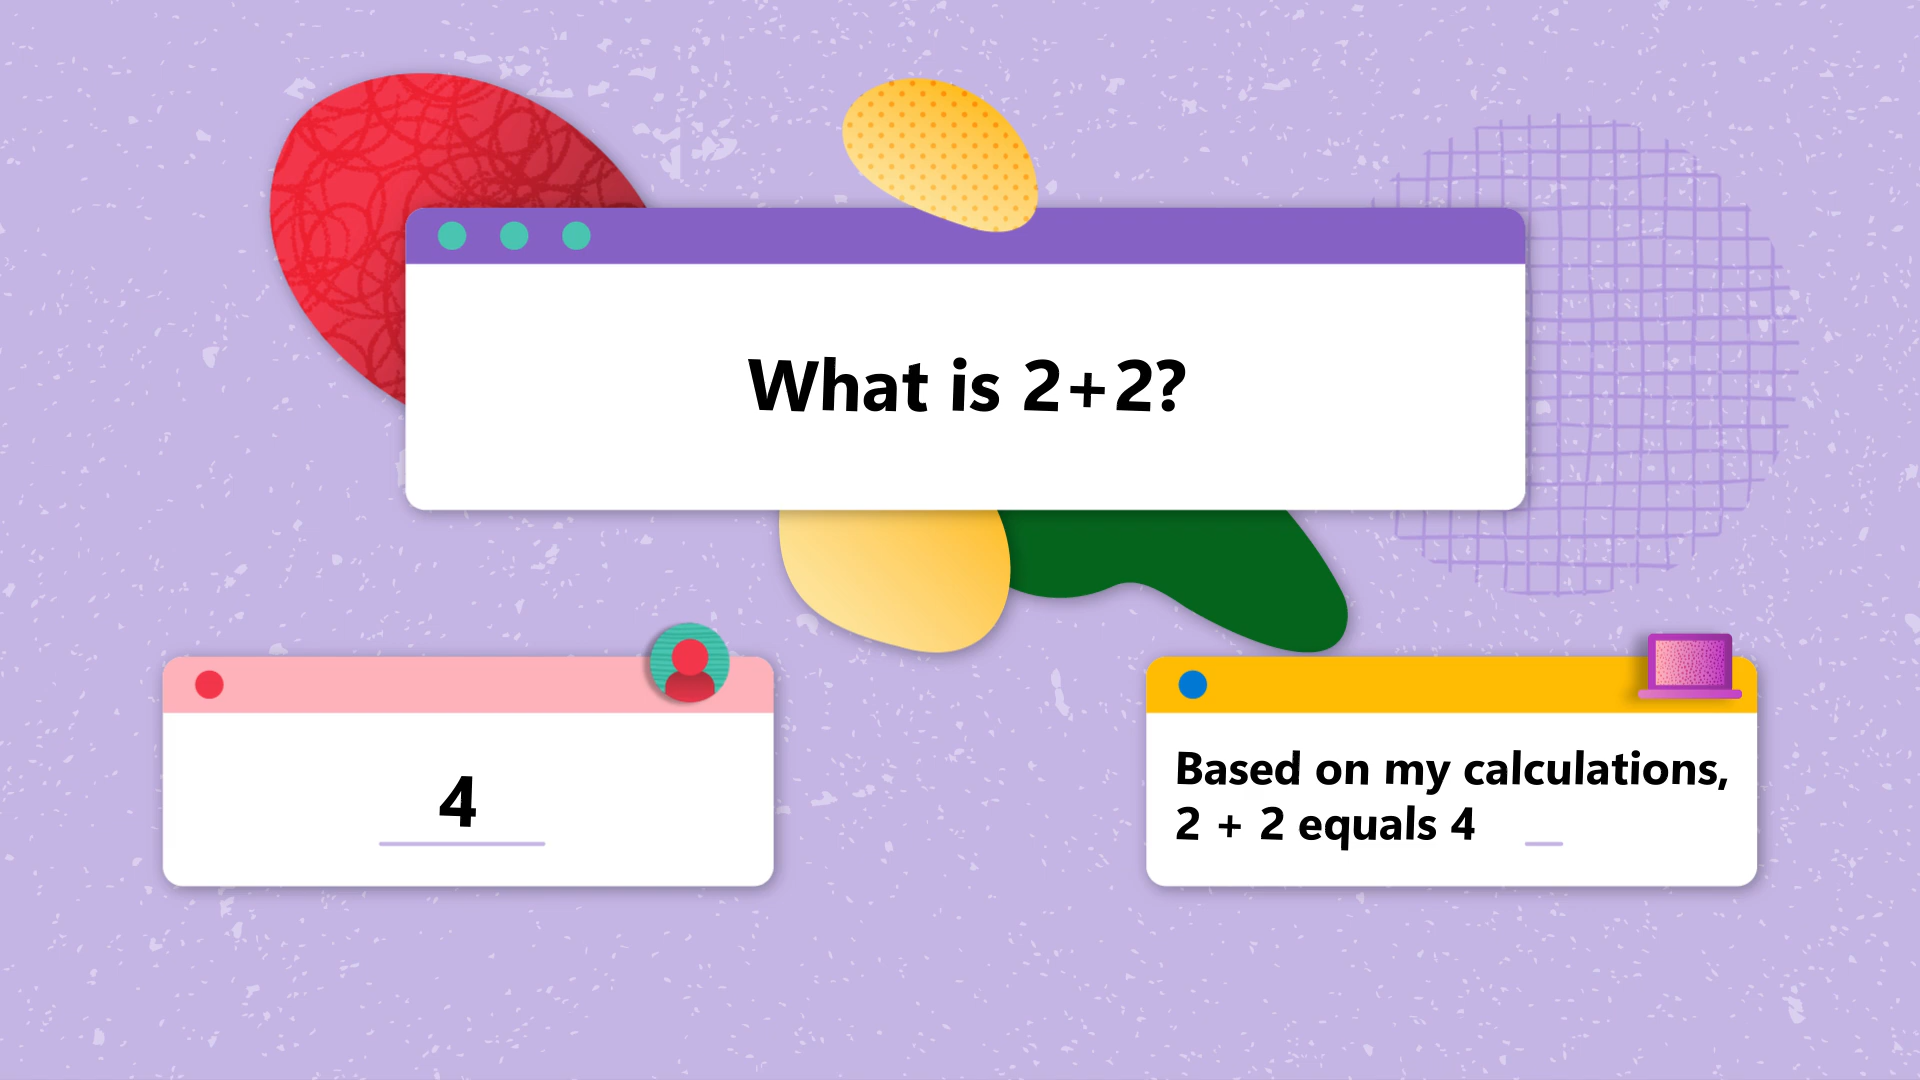 What is 2+2?
4
Based on my calculations,
2 + 2 equals 4